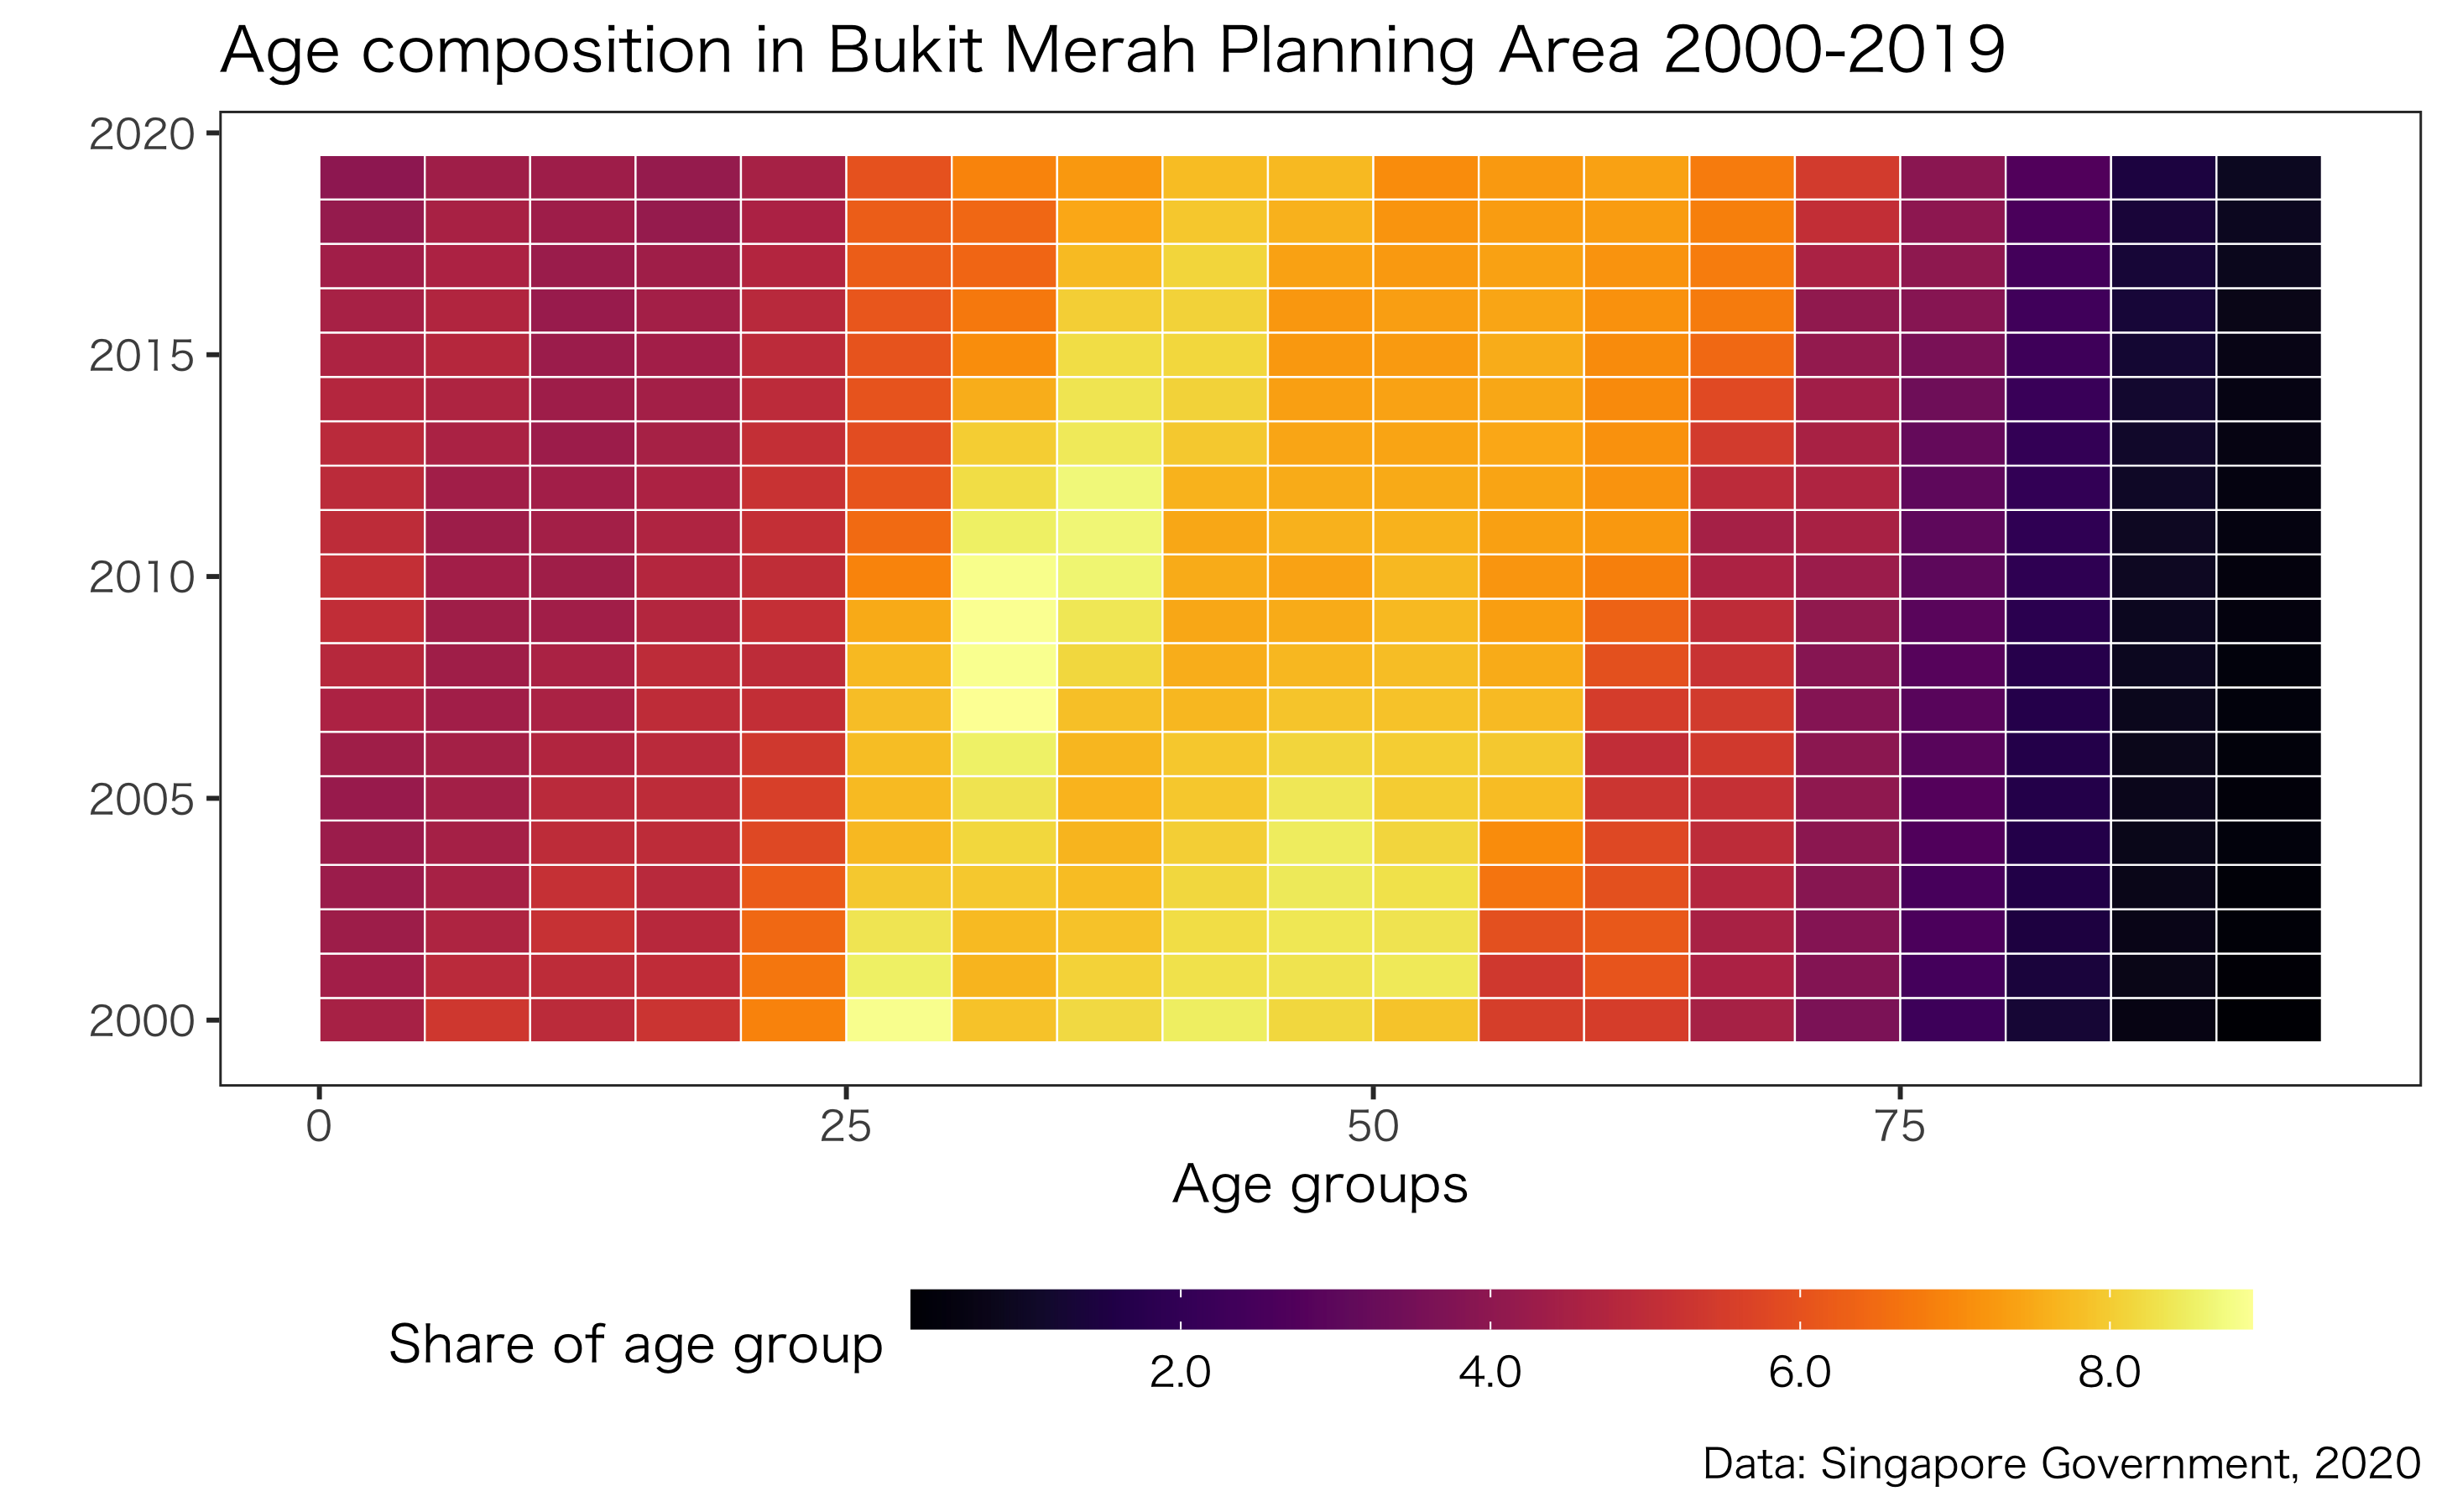 Age composition in Bukit Merah Planning Area 2000-2019
2020
2015
2010
2005
2000
0 25 50 75
Age groups
Share of age group
2.0 4.0 6.0 8.0
Data: Singapore Government, 2020